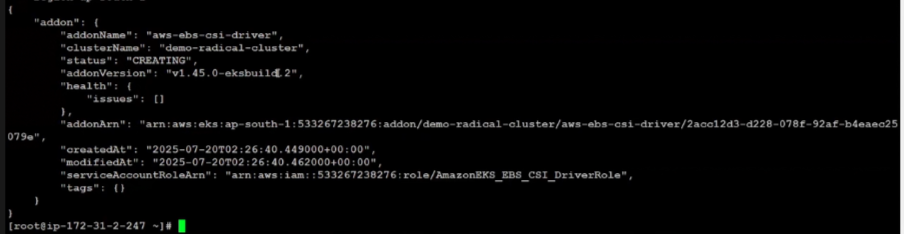 {
    "addon": {
        "addonName": "aws-ebs-csi-driver",
        "clusterName": "demo-radical-cluster",
        "status": "CREATING",
        "addonVersion": "v1.45.0-eksbuild.2",
        "health": {
            "issues": []
        },
        "addonArn": "arn:aws:eks:ap-south-1:533267238276:addon/demo-radical-cluster/aws-ebs-csi-driver/2acc12d3-d228-078f-92af-b4eaec25
079e",
        "createdAt": "2025-07-20T02:26:40.449000+00:00",
        "modifiedAt": "2025-07-20T02:26:40.462000+00:00",
        "serviceAccountRoleArn": "arn:aws:iam::533267238276:role/AmazonEKS_EBS_CSI_DriverRole",
        "tags": {}
    }
}
[root@ip-172-31-2-247 ~]#